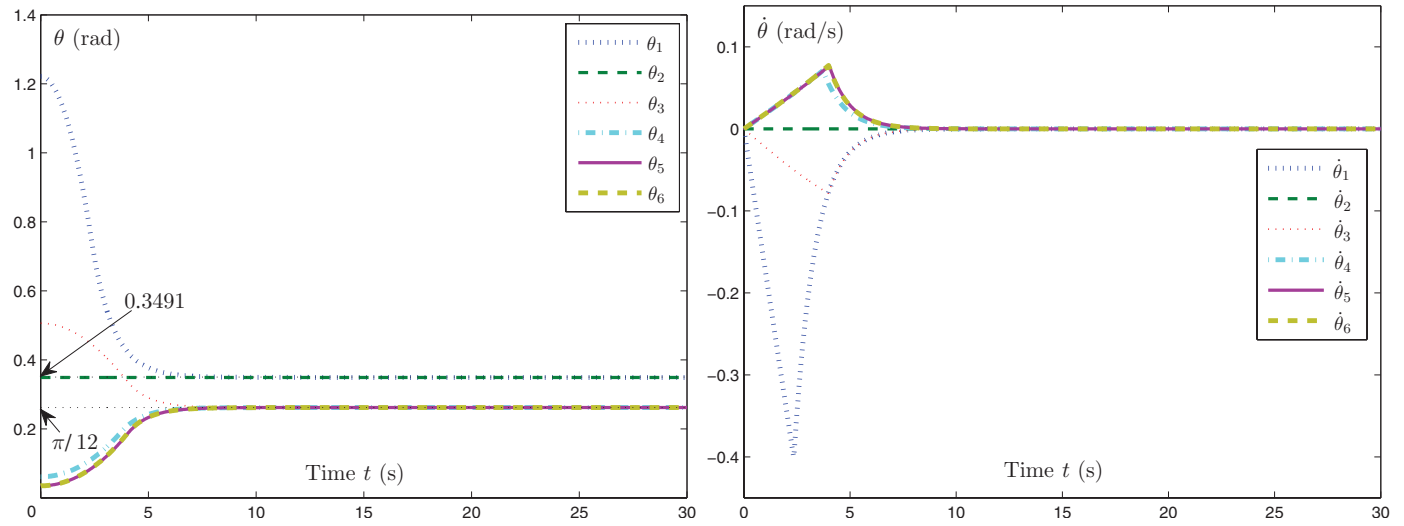 θ (rad)
1.4
1.2
1
0.8
0.6
0.4
0.2
0.3491
π/12
θ₁
θ₂
θ₃
θ₄
θ₅
θ₆
Time t (s)
0 5 10 15 20 25 30
θ̇ (rad/s)
0.1
0
−0.1
−0.2
−0.3
−0.4
θ̇₁
θ̇₂
θ̇₃
θ̇₄
θ̇₅
θ̇₆
Time t (s)
0 5 10 15 20 25 30